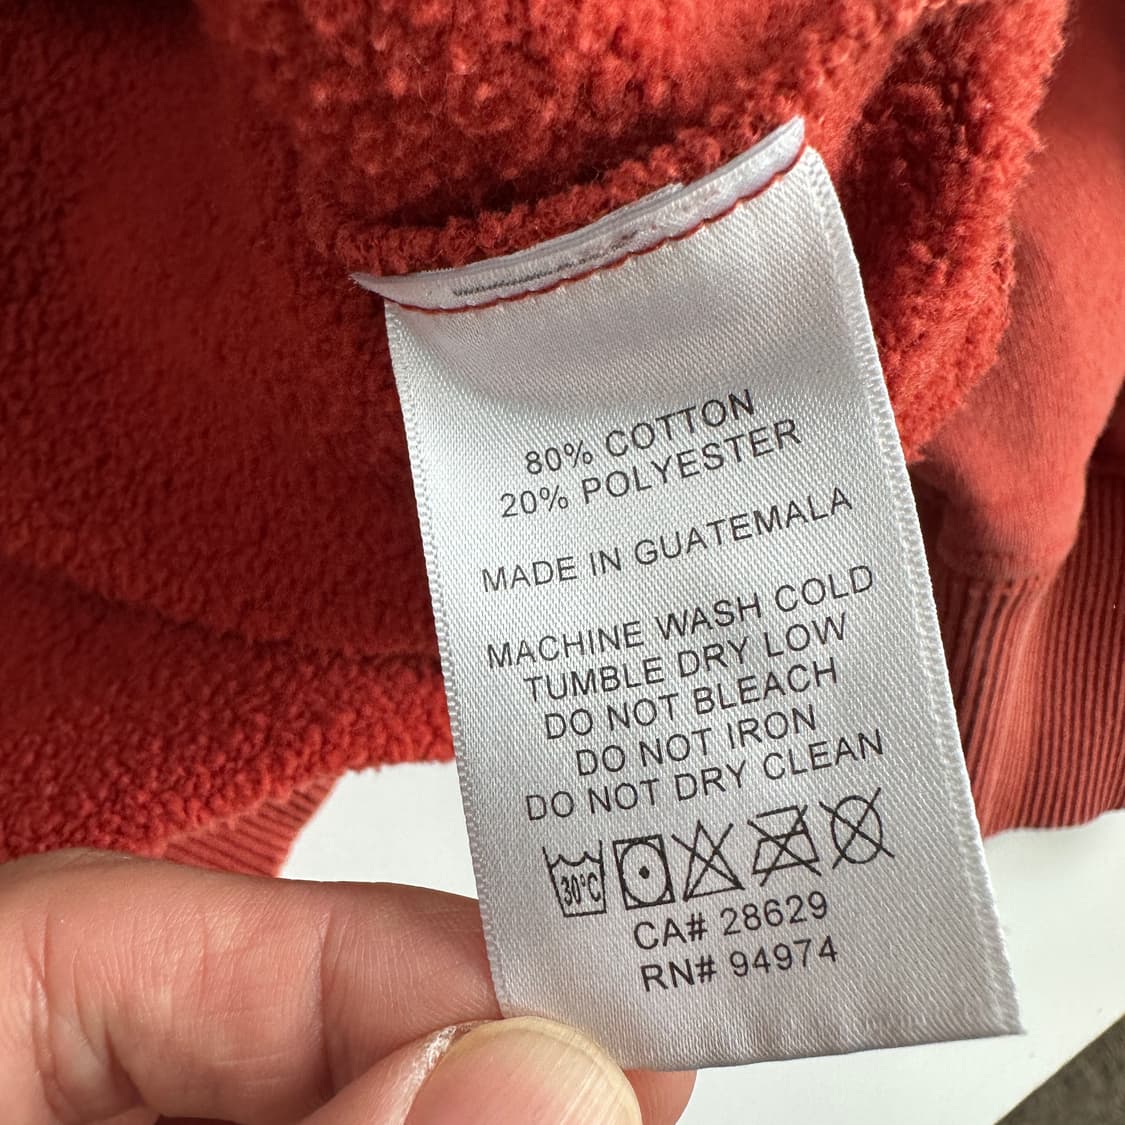 80% COTTON
20% POLYESTER
MADE IN GUATEMALA
MACHINE WASH COLD
TUMBLE DRY LOW
DO NOT BLEACH
DO NOT IRON
DO NOT DRY CLEAN
30°C
CA# 28629
RN# 94974